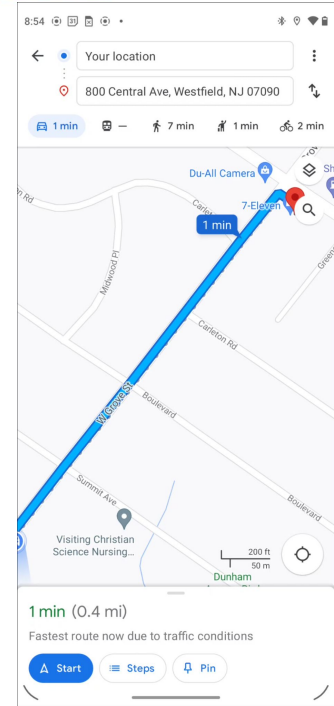 8:54
31
Your location
800 Central Ave, Westfield, NJ 07090
1 min
—
7 min
1 min
2 min
Du-All Camera
Sh
7-Eleven
1 min
n Rd
Midwood Pl
Carleton Rd
W Grove St
Boulevard
Summit Ave
Boulevard
Visiting Christian
Science Nursing...
200 ft
50 m
Dunham
1 min (0.4 mi)
Fastest route now due to traffic conditions
Start
Steps
Pin